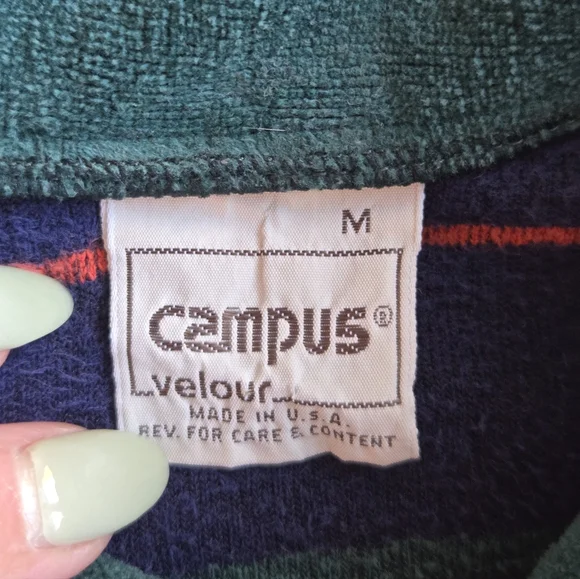 M
campus®
velour
MADE IN U.S.A.
REV. FOR CARE & CONTENT